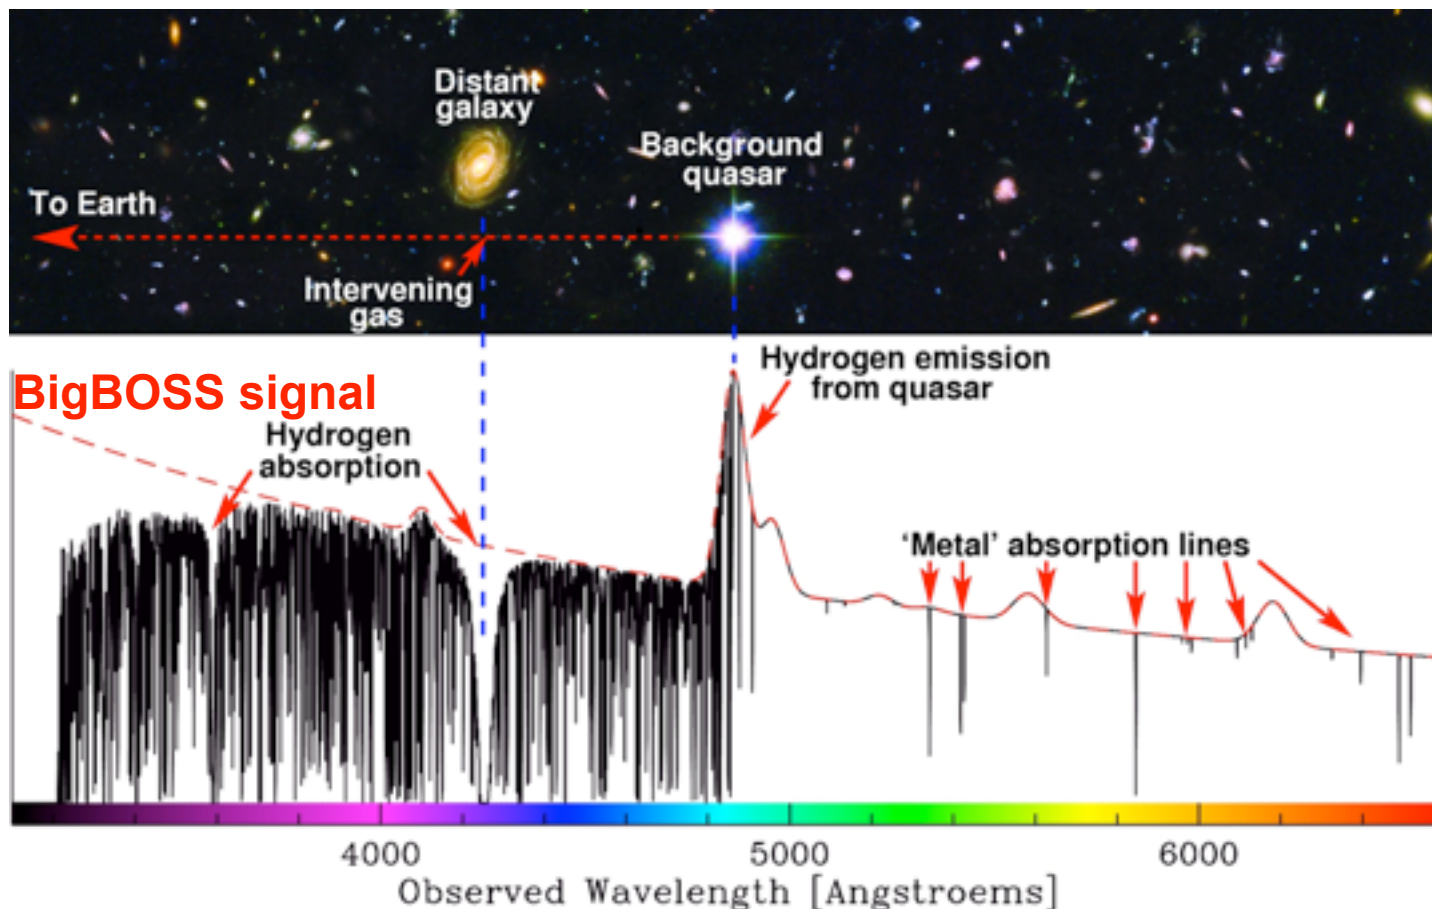 Distant
galaxy
Background
quasar
To Earth
Intervening
gas
Hydrogen emission
from quasar
BigBOSS signal
Hydrogen
absorption
‘Metal’ absorption lines
4000
5000
6000
Observed Wavelength [Angstroems]